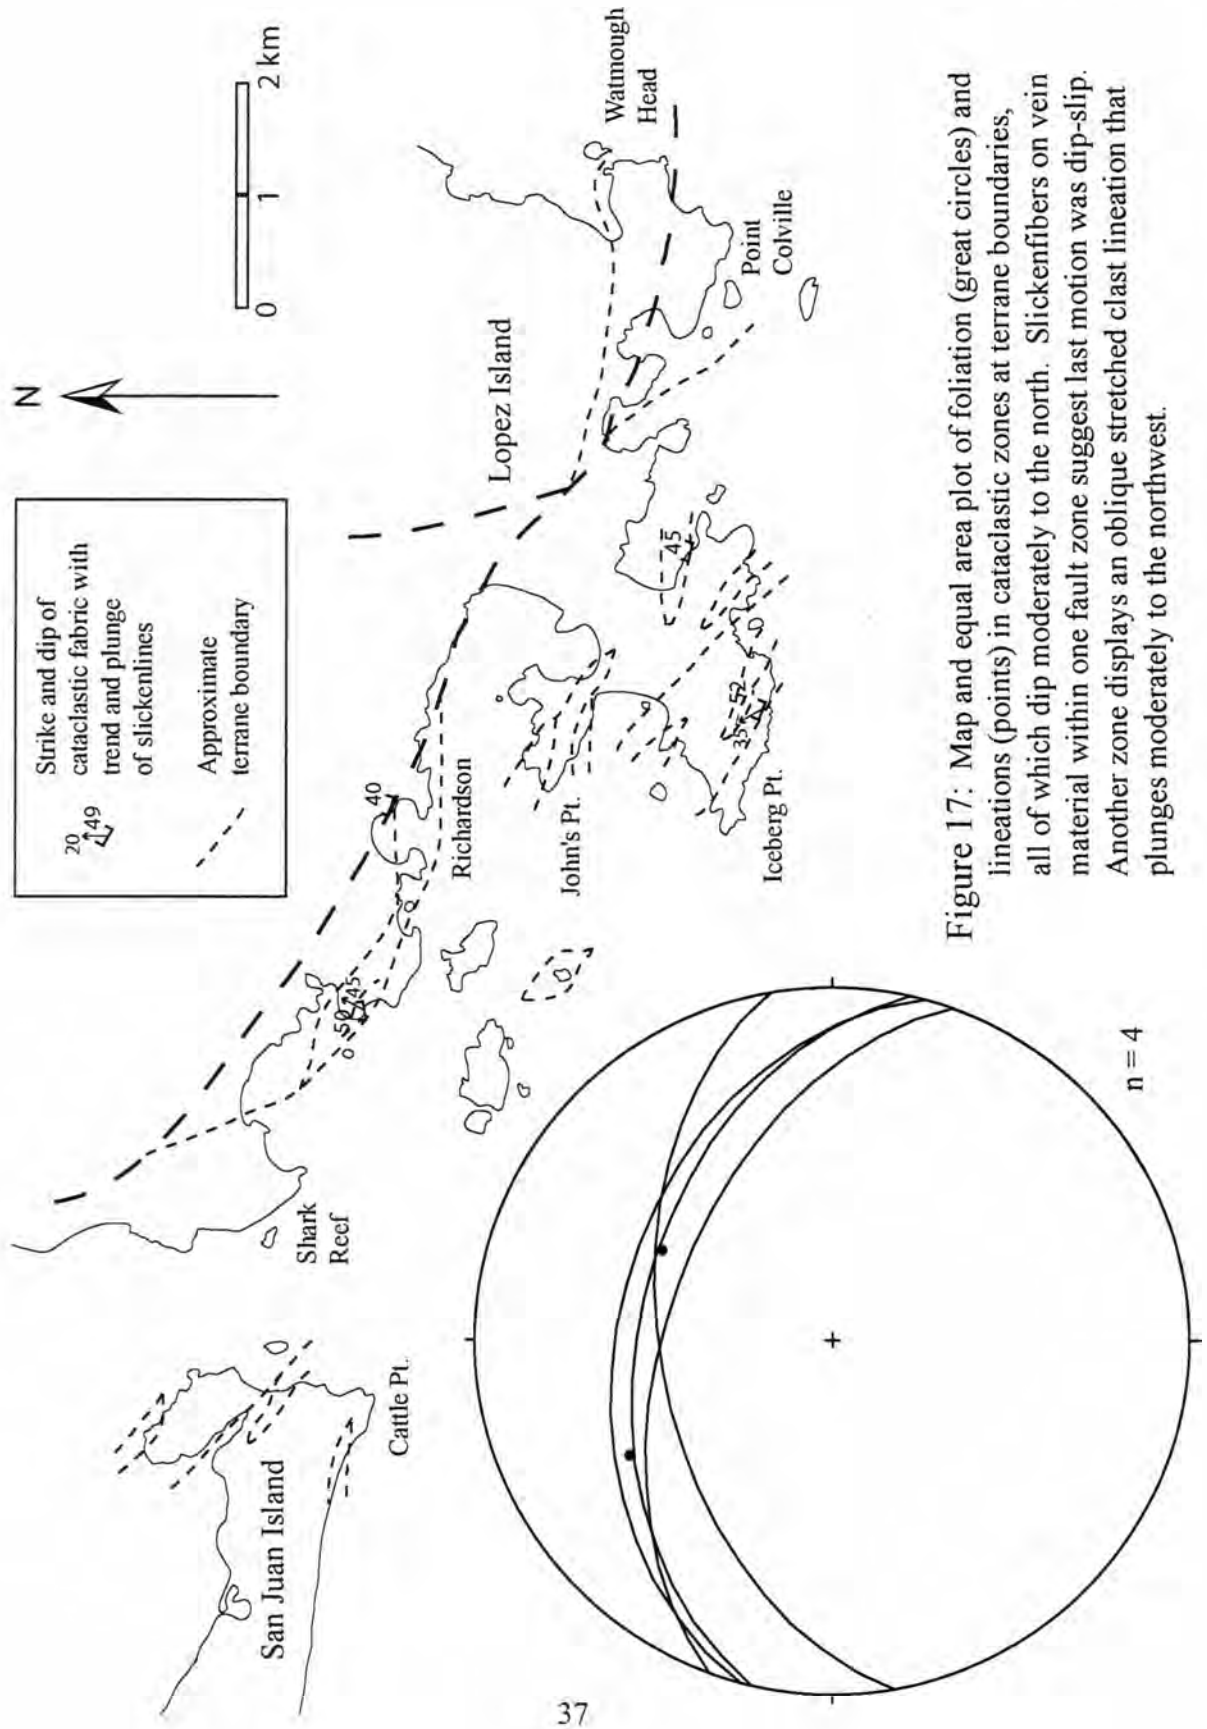 N
0 1 2 km
Strike and dip of
cataclastic fabric with
trend and plunge
of slickenlines
20
49
Approximate
terrane boundary
San Juan Island
Cattle Pt.
Shark
Reef
Lopez Island
Richardson
John's Pt.
Iceberg Pt.
Point
Colville
Watmough
Head
50
45
40
45
35
52
n = 4
Figure 17: Map and equal area plot of foliation (great circles) and
lineations (points) in cataclastic zones at terrane boundaries,
all of which dip moderately to the north. Slickenfibers on vein
material within one fault zone suggest last motion was dip-slip.
Another zone displays an oblique stretched clast lineation that
plunges moderately to the northwest.
37